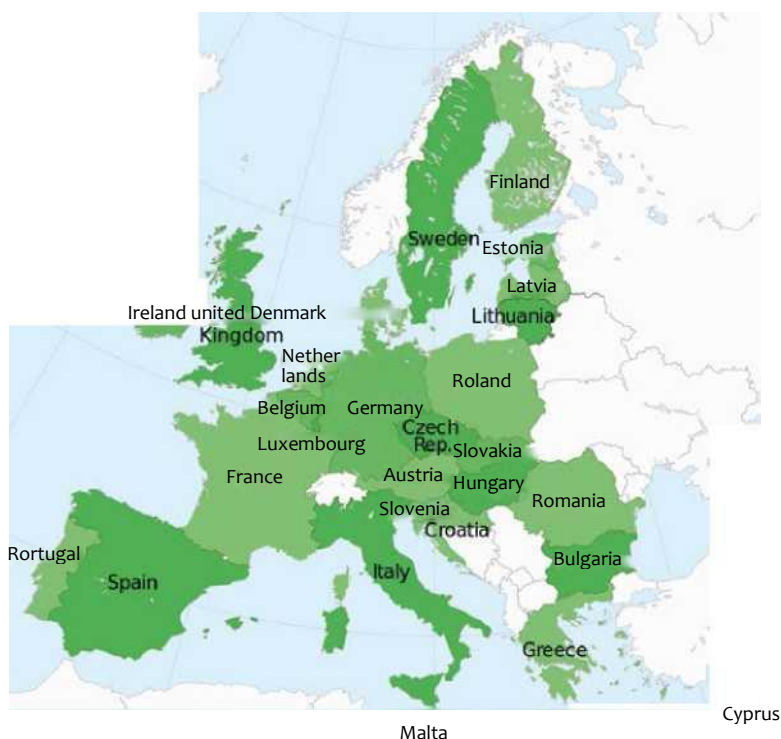 Finland
Sweden
Estonia
Latvia
Lithuania
Ireland united Denmark
Kingdom
Nether
lands
Roland
Belgium
Germany
Czech
Rep.
Luxembourg
Slovakia
France
Austria
Hungary
Romania
Slovenia
Croatia
Rortugal
Bulgaria
Spain
Italy
Greece
Cyprus
Malta